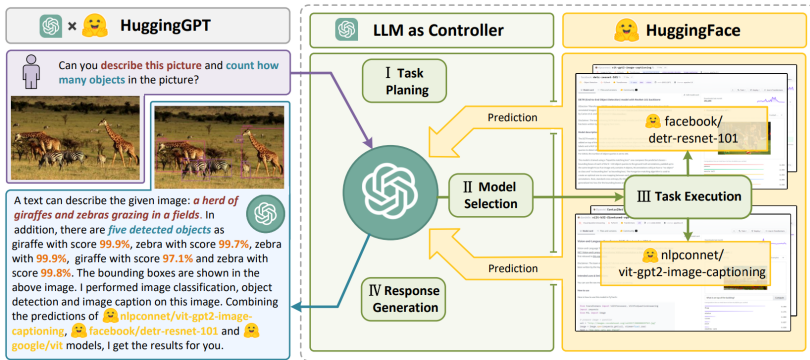 × HuggingGPT
LLM as Controller
HuggingFace
Can you describe this picture and count how
many objects in the picture?
A text can describe the given image: a herd of
giraffes and zebras grazing in a fields. In
addition, there are five detected objects as
giraffe with score 99.9%, zebra with score 99.7%, zebra
with 99.9%, giraffe with score 97.1% and zebra with
score 99.8%. The bounding boxes are shown in the
above image. I performed image classification, object
detection and image caption on this image. Combining
the predictions of nlpconnect/vit-gpt2-image-
captioning, facebook/detr-resnet-101 and
google/vit models, I get the results for you.
Ⅰ Task
Planing
Ⅱ Model
Selection
Ⅳ Response
Generation
Prediction
facebook/
detr-resnet-101
Ⅲ Task Execution
nlpconnect/
vit-gpt2-image-captioning
Prediction